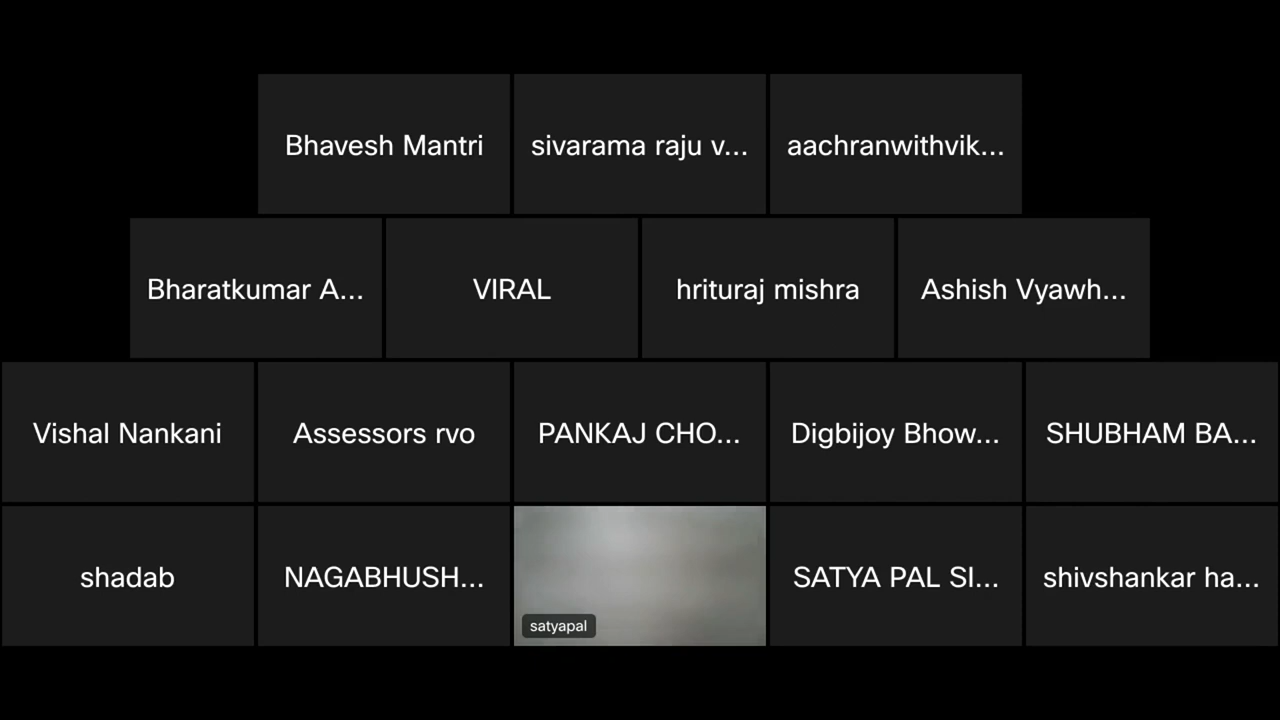 Bhavesh Mantri
sivarama raju v...
aachranwithvik...
Bharatkumar A...
VIRAL
hrituraj mishra
Ashish Vyawh...
Vishal Nankani
Assessors rvo
PANKAJ CHO...
Digbijoy Bhow...
SHUBHAM BA...
shadab
NAGABHUSH...
satyapal
SATYA PAL SI...
shivshankar ha...